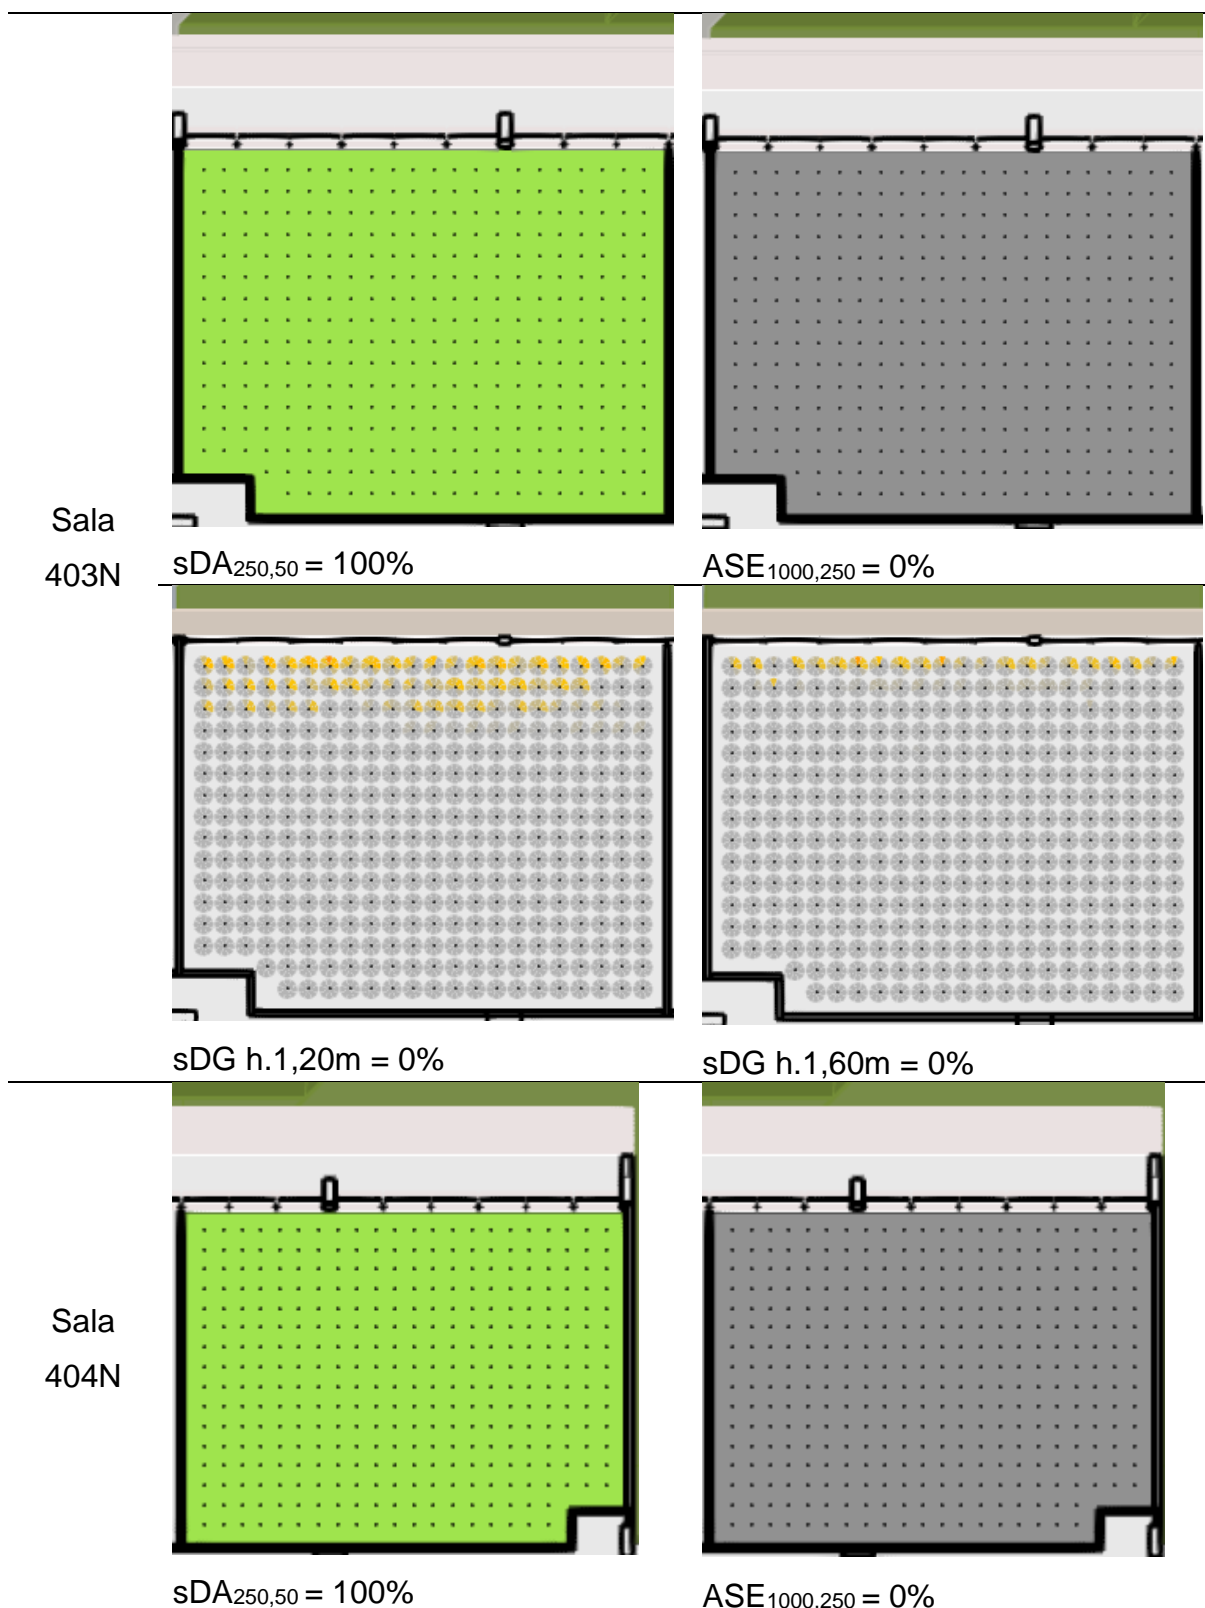 Sala
403N
sDA250,50 = 100%
ASE1000,250 = 0%
sDG h.1,20m = 0%
sDG h.1,60m = 0%
Sala
404N
sDA250,50 = 100%
ASE1000,250 = 0%